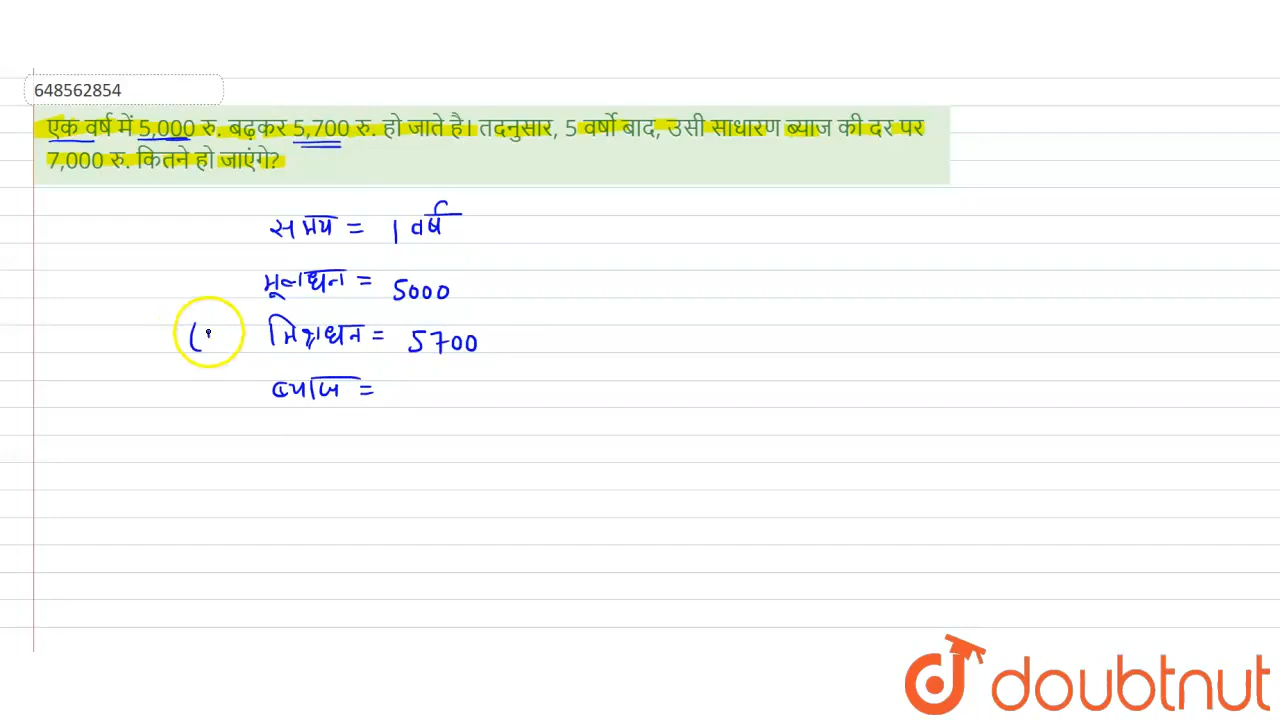 648562854
एक वर्ष में 5,000 रु. बढ़कर 5,700 रु. हो जाते है। तदनुसार, 5 वर्षो बाद, उसी साधारण ब्याज की दर पर
7,000 रु. कितने हो जाएंगे?
समय = 1 वर्ष
मूलधन = 5000
( मिश्रधन = 5700
ब्याज =
doubtnut